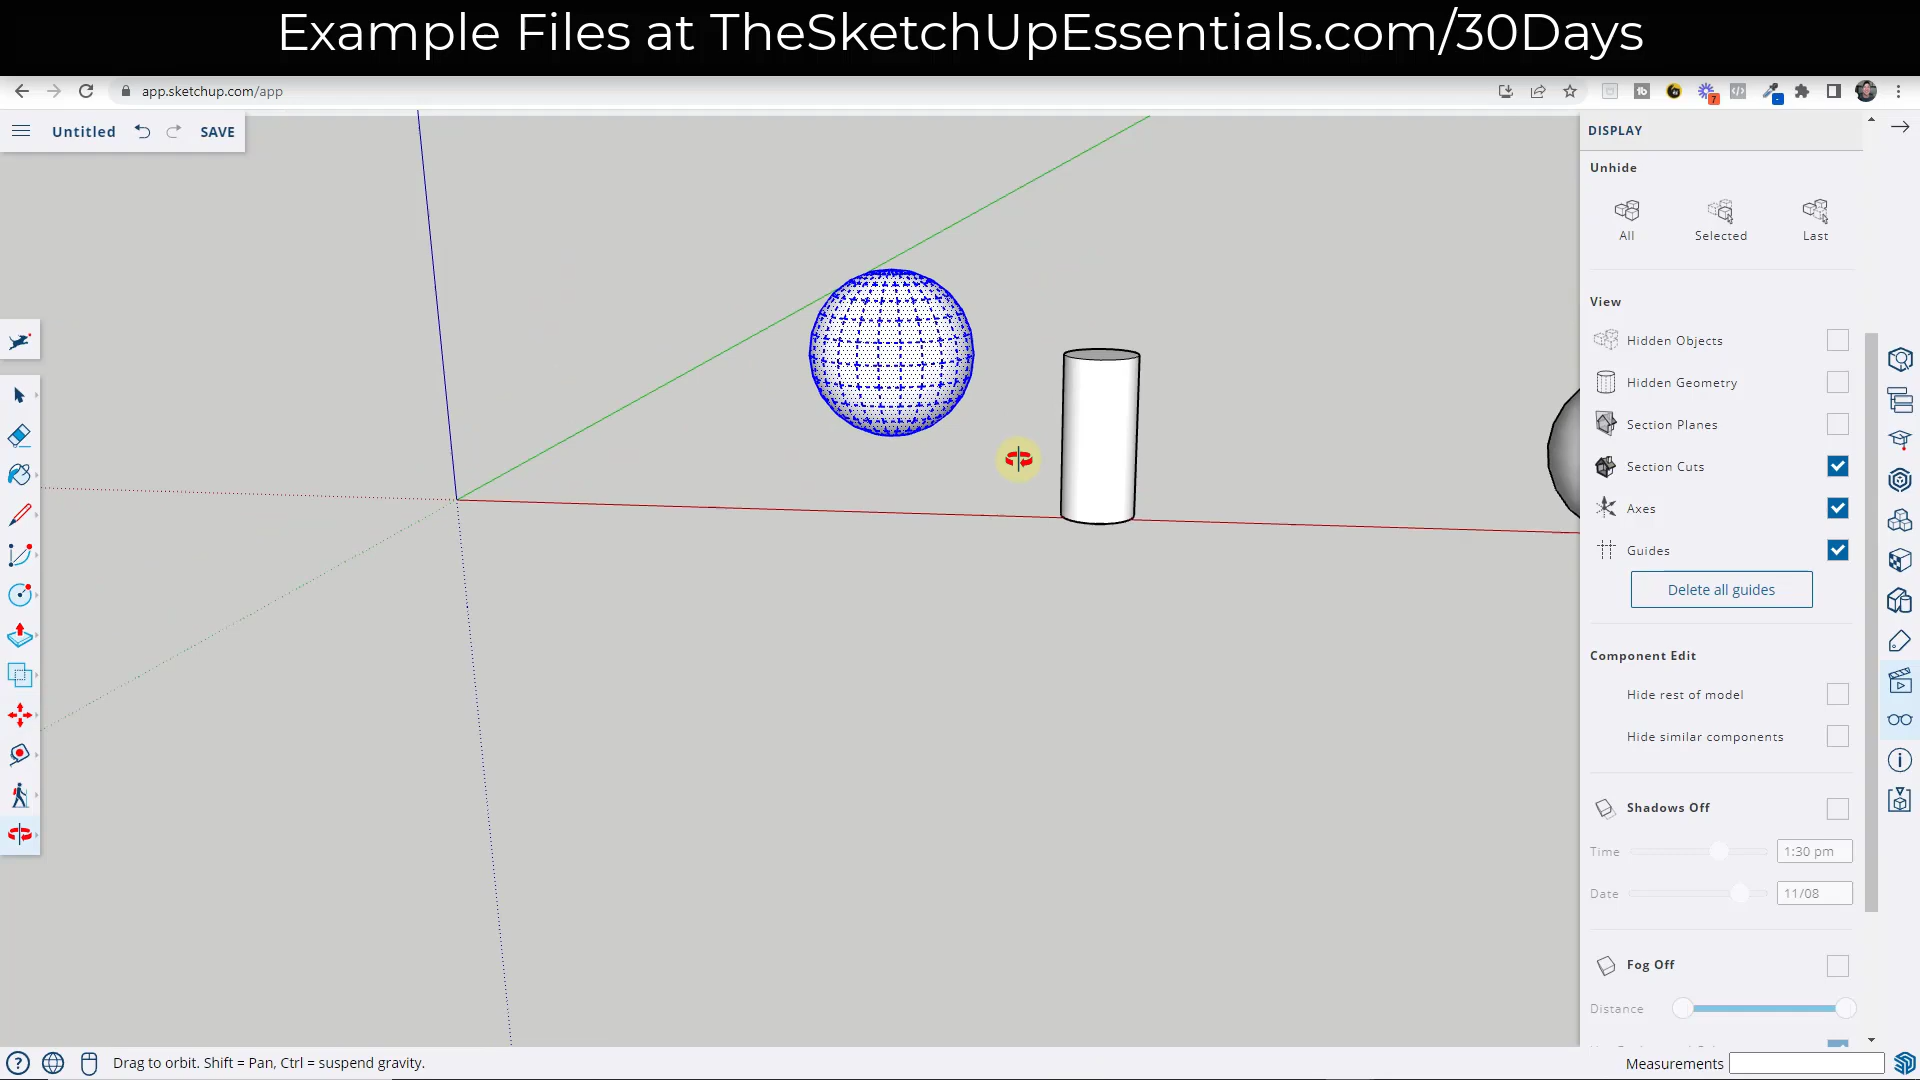 Example Files at TheSketchUpEssentials.com/30Days
app.sketchup.com/app
7
Untitled
SAVE
DISPLAY
Unhide
All
Selected
Last
View
Hidden Objects
Hidden Geometry
Section Planes
Section Cuts
Axes
Guides
Delete all guides
Component Edit
Hide rest of model
Hide similar components
Shadows Off
Time
1:30 pm
Date
11/08
Fog Off
Distance
Drag to orbit. Shift = Pan, Ctrl = suspend gravity.
Measurements